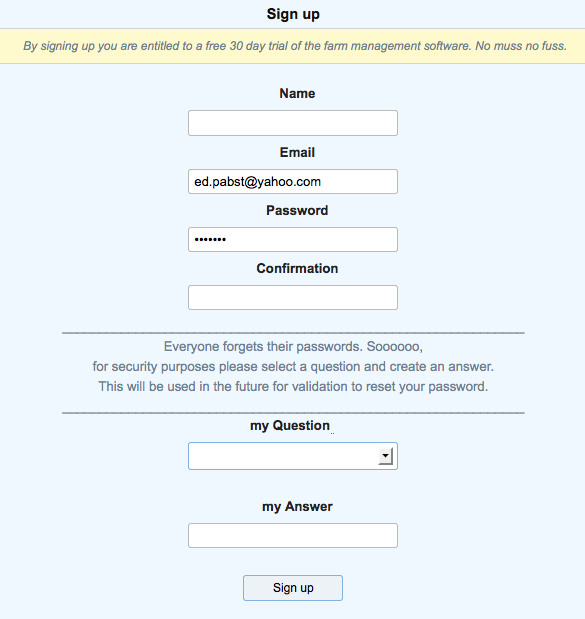 Sign up
By signing up you are entitled to a free 30 day trial of the farm management software. No muss no fuss.
Name
Email
ed.pabst@yahoo.com
Password
•••••••
Confirmation
Everyone forgets their passwords. Soooooo,
for security purposes please select a question and create an answer.
This will be used in the future for validation to reset your password.
my Question
my Answer
Sign up